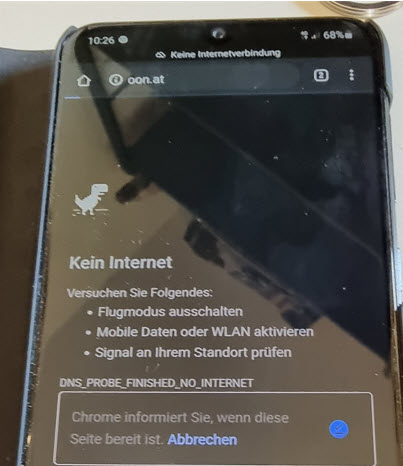 10:26
68%
Keine Internetverbindung
oon.at
2
Kein Internet
Versuchen Sie Folgendes:
• Flugmodus ausschalten
• Mobile Daten oder WLAN aktivieren
• Signal an Ihrem Standort prüfen
DNS_PROBE_FINISHED_NO_INTERNET
Chrome informiert Sie, wenn diese
Seite bereit ist. Abbrechen